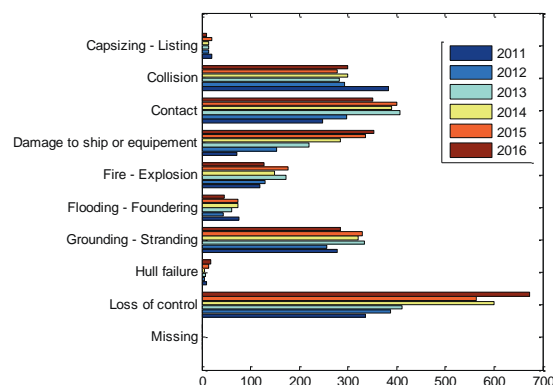 Capsizing - Listing
Collision
Contact
Damage to ship or equipement
Fire - Explosion
Flooding - Foundering
Grounding - Stranding
Hull failure
Loss of control
Missing
2011
2012
2013
2014
2015
2016
0 100 200 300 400 500 600 700